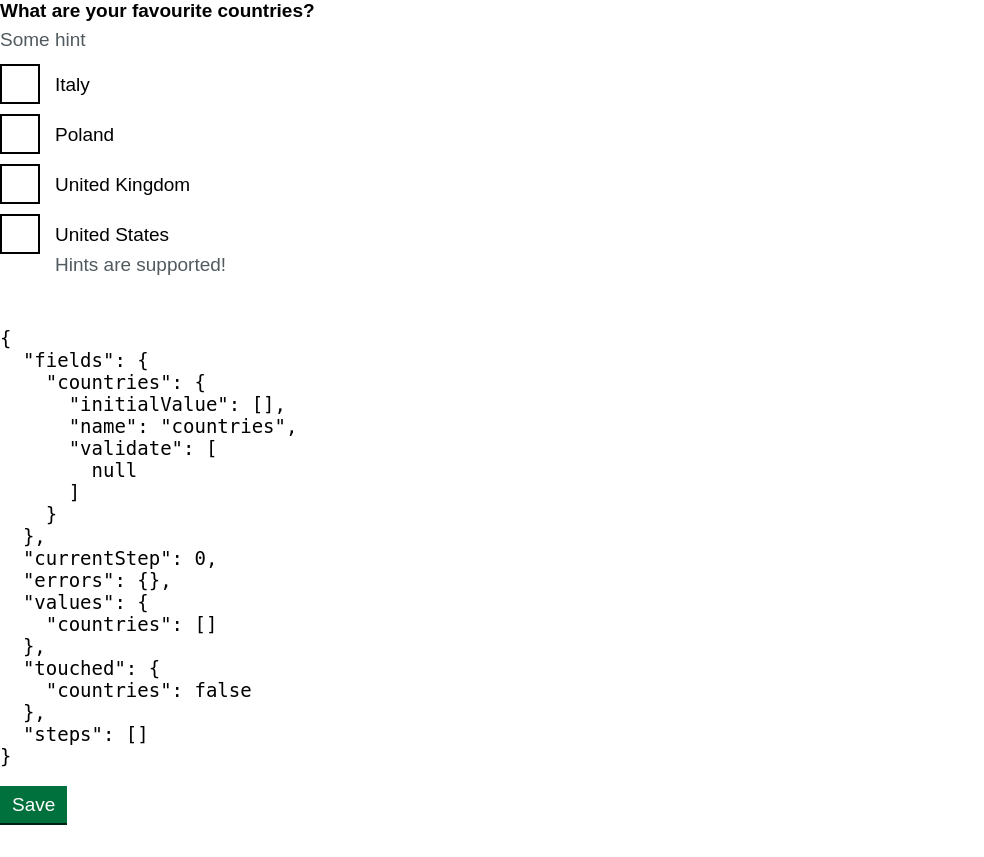 What are your favourite countries?
Some hint
Italy
Poland
United Kingdom
United States
Hints are supported!
{
  "fields": {
    "countries": {
      "initialValue": [],
      "name": "countries",
      "validate": [
        null
      ]
    }
  },
  "currentStep": 0,
  "errors": {},
  "values": {
    "countries": []
  },
  "touched": {
    "countries": false
  },
  "steps": []
}
Save